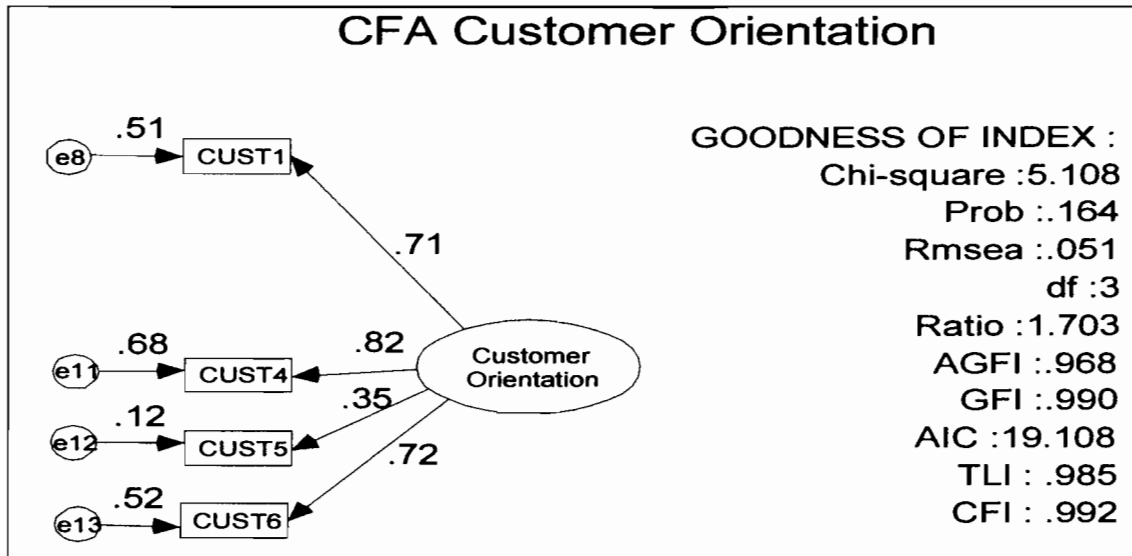 CFA Customer Orientation
.51
e8
CUST1
.71
.68
e11
CUST4
.82
.12
e12
CUST5
.35
.52
e13
CUST6
.72
Customer
Orientation
GOODNESS OF INDEX :
Chi-square :5.108
Prob :.164
Rmsea :.051
df :3
Ratio :1.703
AGFI :.968
GFI :.990
AIC :19.108
TLI : .985
CFI : .992